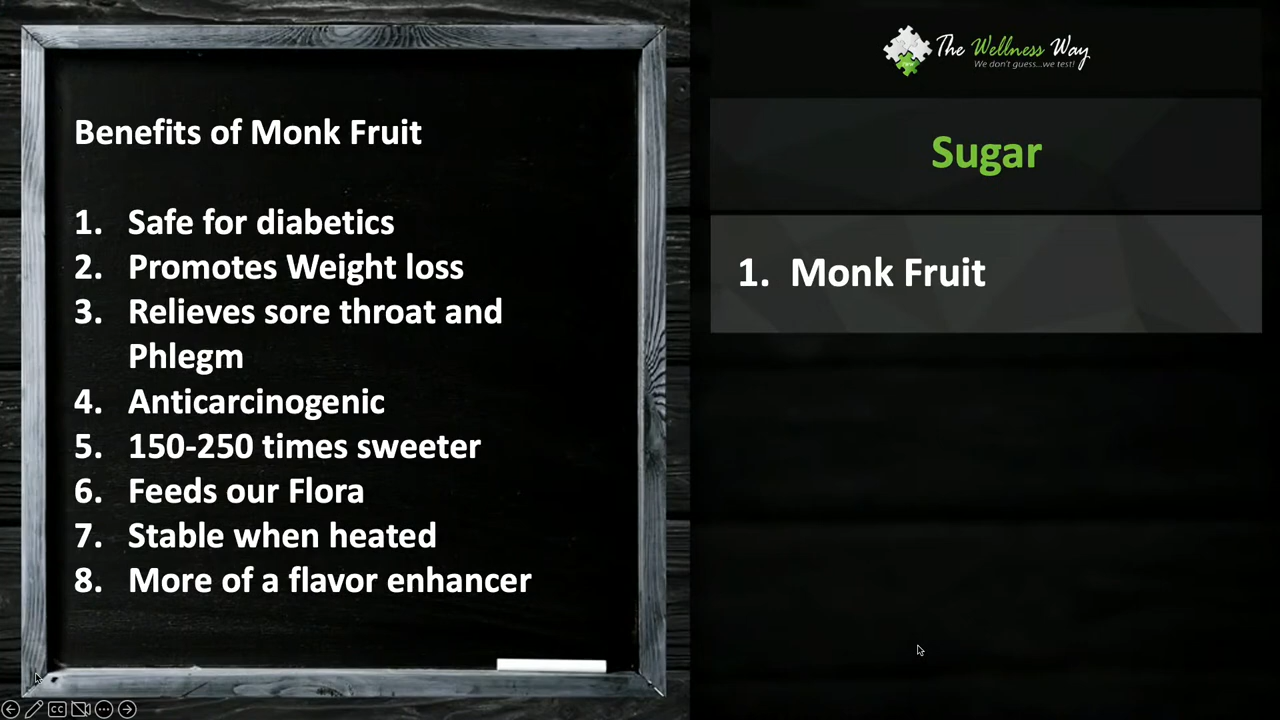 Benefits of Monk Fruit
1. Safe for diabetics
2. Promotes Weight loss
3. Relieves sore throat and
Phlegm
4. Anticarcinogenic
5. 150-250 times sweeter
6. Feeds our Flora
7. Stable when heated
8. More of a flavor enhancer
The Wellness Way
We don't guess...we test!
Sugar
1. Monk Fruit
CC